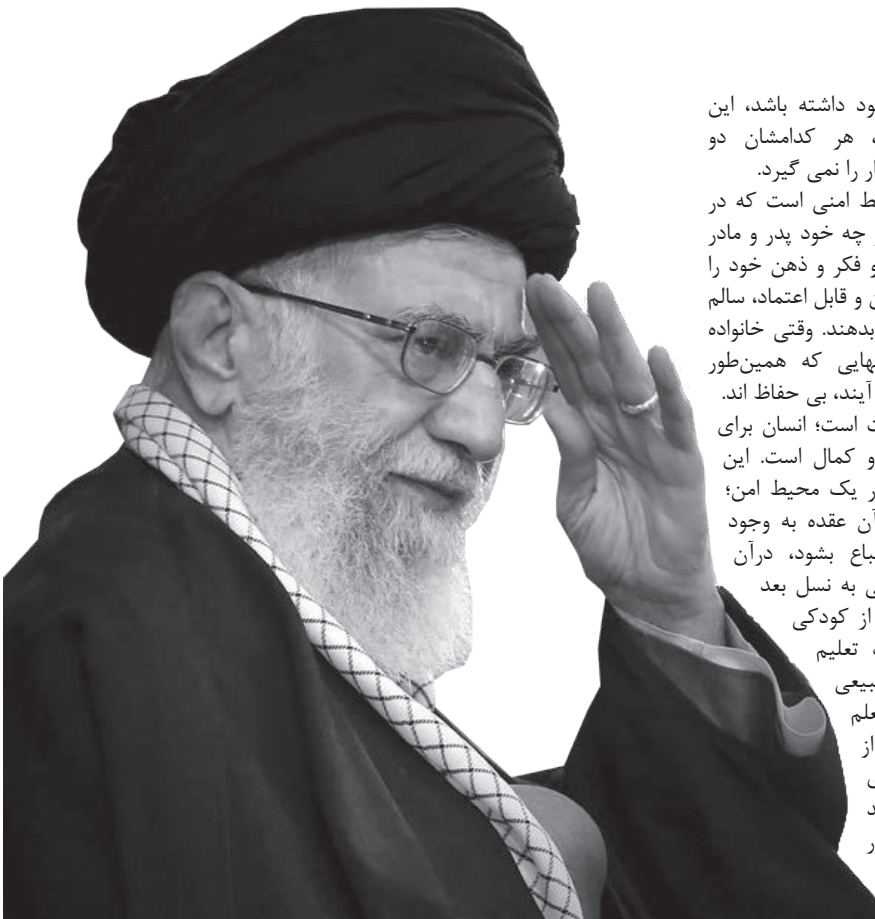 ود داشته باشد، این
، هر کدامشان دو
ار را نمی گیرد.
ط امنی است که در
چه خود پدر و مادر
و فکر و ذهن خود را
ن و قابل اعتماد، سالم
بدهند. وقتی خانواده
نهایی که همین‌طور
آیند، بی حفاظ اند.
ت است؛ انسان برای
و کمال است. این
ر یک محیط امن؛
آن عقده به وجود
باع بشود، درآن
ی به نسل بعد
از کودکی
، تعلیم
بیعی
علم
از
ی
د
ر